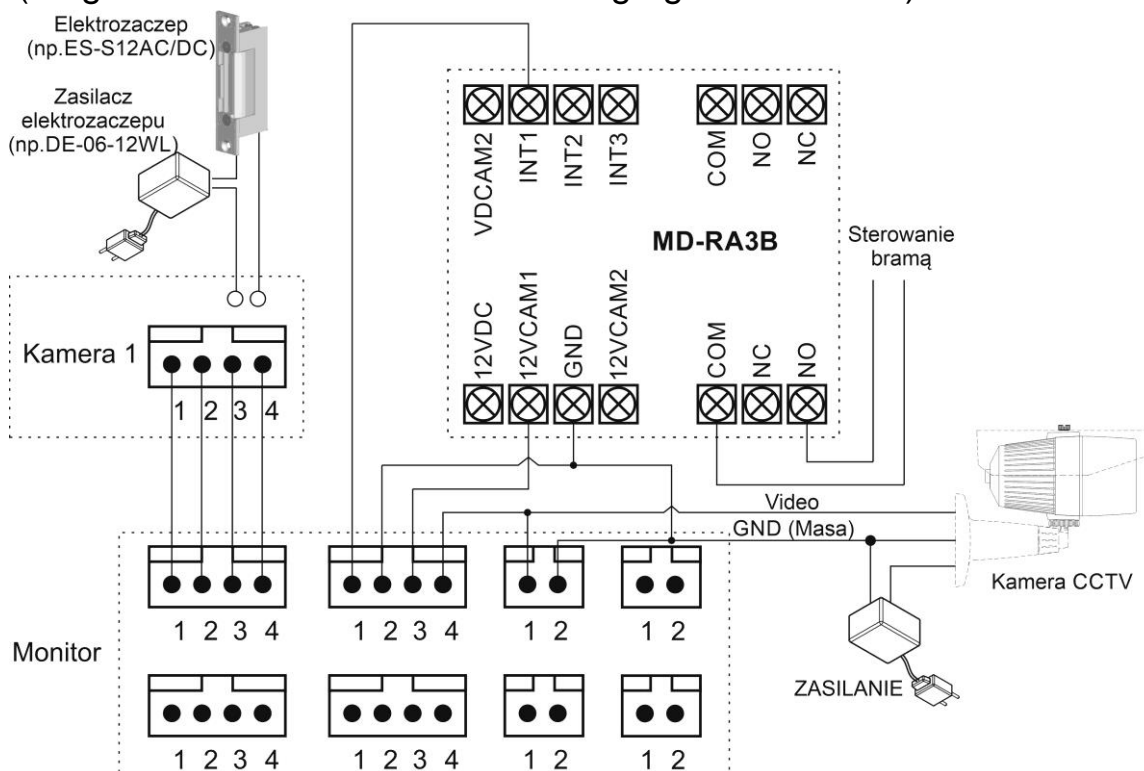 Elektrozaczep
(np.ES-S12AC/DC)
Zasilacz
elektrozaczepu
(np.DE-06-12WL)
VDCAM2
INT1
INT2
INT3
COM
NO
NC
MD-RA3B
Sterowanie
bramą
12VDC
12VCAM1
GND
12VCAM2
COM
NC
NO
Kamera 1
1 2 3 4
Video
GND (Masa)
Kamera CCTV
1 2 3 4
1 2 3 4
1 2
1 2
Monitor
ZASILANIE
1 2 3 4
1 2 3 4
1 2
1 2